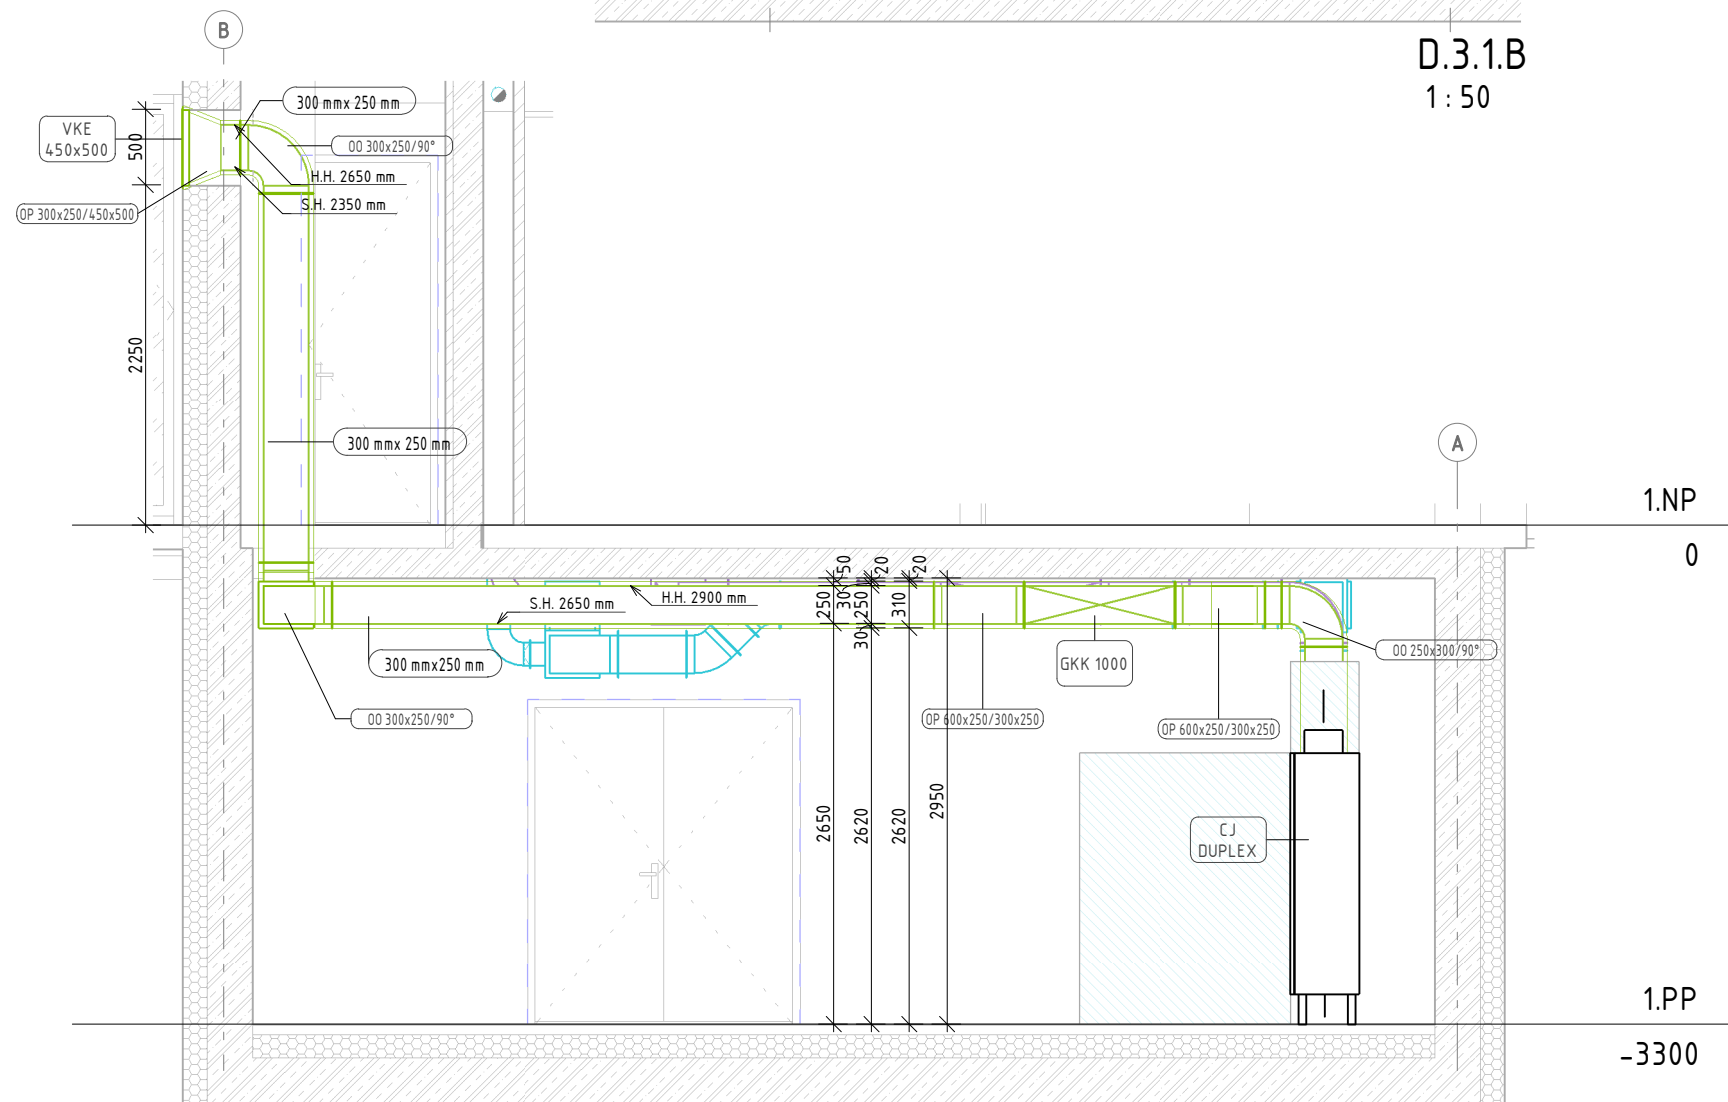 B
D.3.1.B
1 : 50
300 mmx 250 mm
VKE
450x500
500
OO 300x250/90°
H.H. 2650 mm
S.H. 2350 mm
OP 300x250/450x500
2250
300 mmx 250 mm
A
1.NP
0
50
20
20
250
30
250
310
30
S.H. 2650 mm
H.H. 2900 mm
300 mmx250 mm
GKK 1000
OO 250x300/90°
OO 300x250/90°
OP 600x250/300x250
OP 600x250/300x250
2650
2620
2620
2950
CJ
DUPLEX
1.PP
-3300